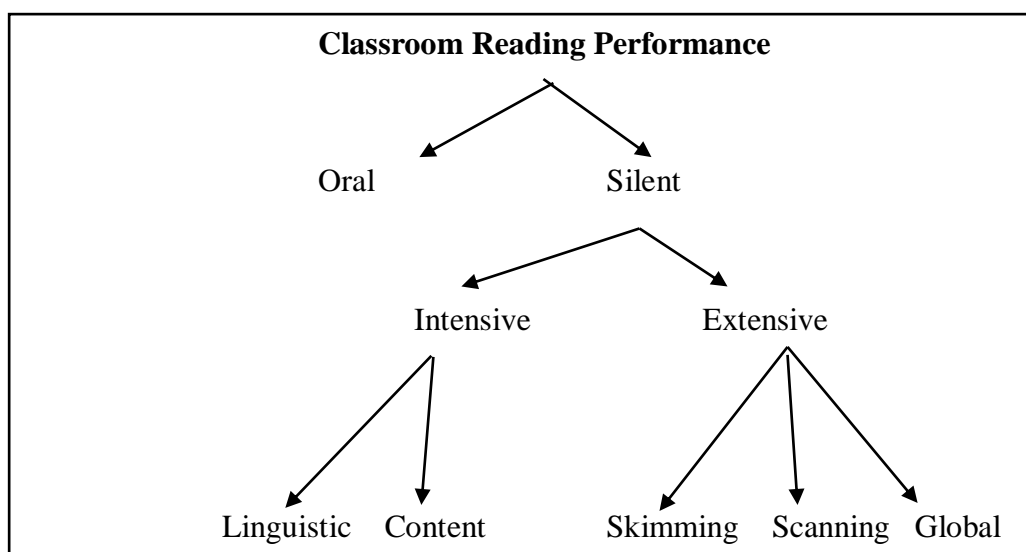 Classroom Reading Performance
Oral Silent
Intensive Extensive
Linguistic Content Skimming Scanning Global